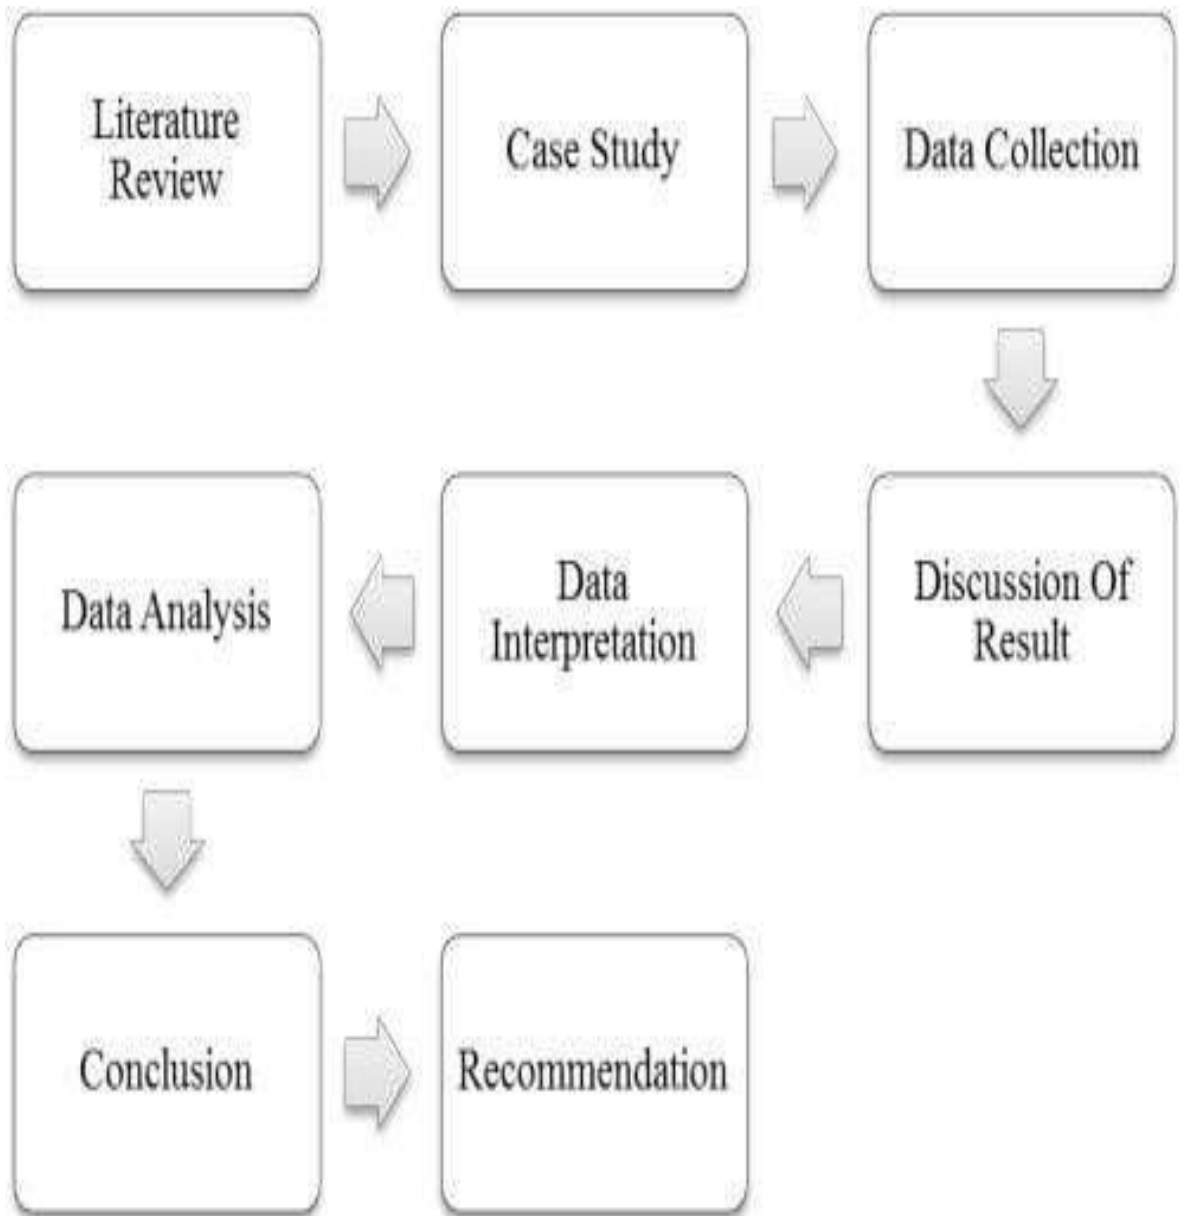 Literature
Review
Case Study
Data Collection
Discussion Of
Result
Data
Interpretation
Data Analysis
Conclusion
Recommendation